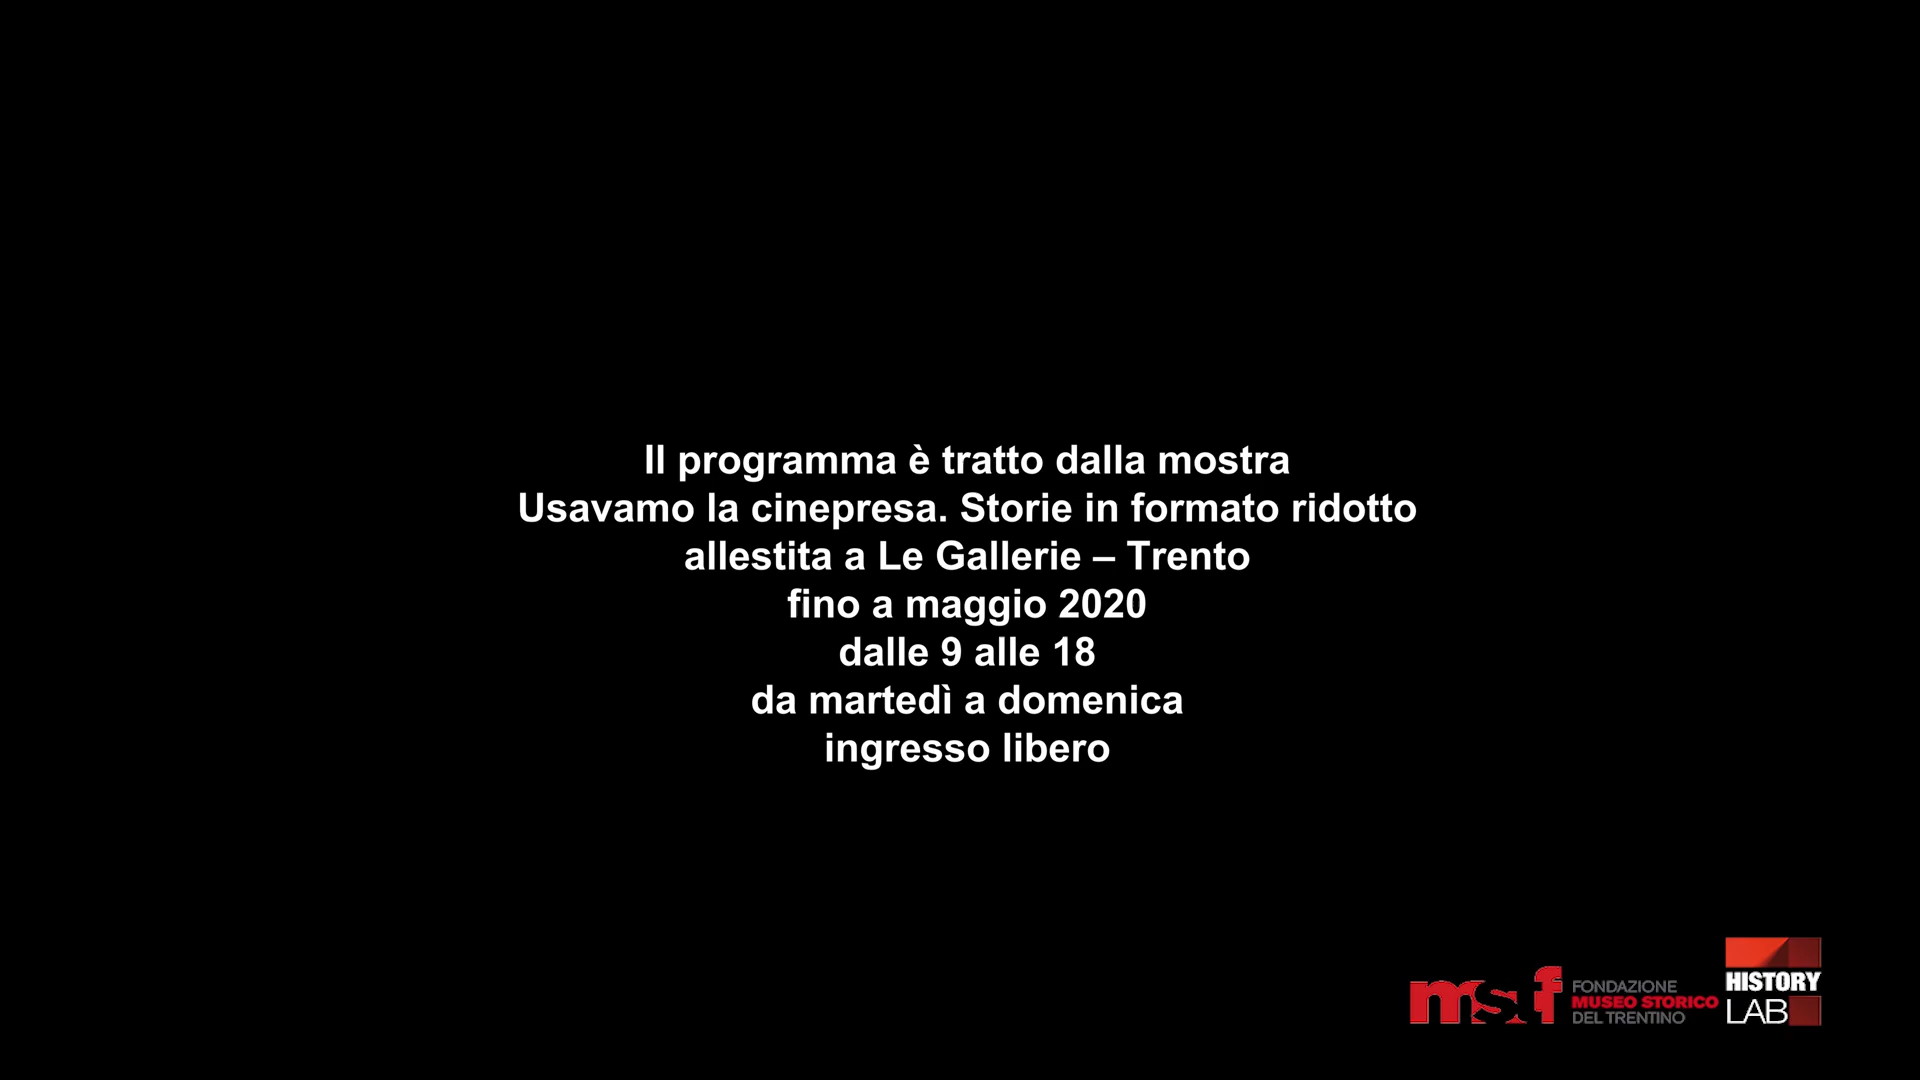 Il programma è tratto dalla mostra
Usavamo la cinepresa. Storie in formato ridotto
allestita a Le Gallerie – Trento
fino a maggio 2020
dalle 9 alle 18
da martedì a domenica
ingresso libero
mstf
FONDAZIONE
MUSEO STORICO
DEL TRENTINO
HISTORY
LAB